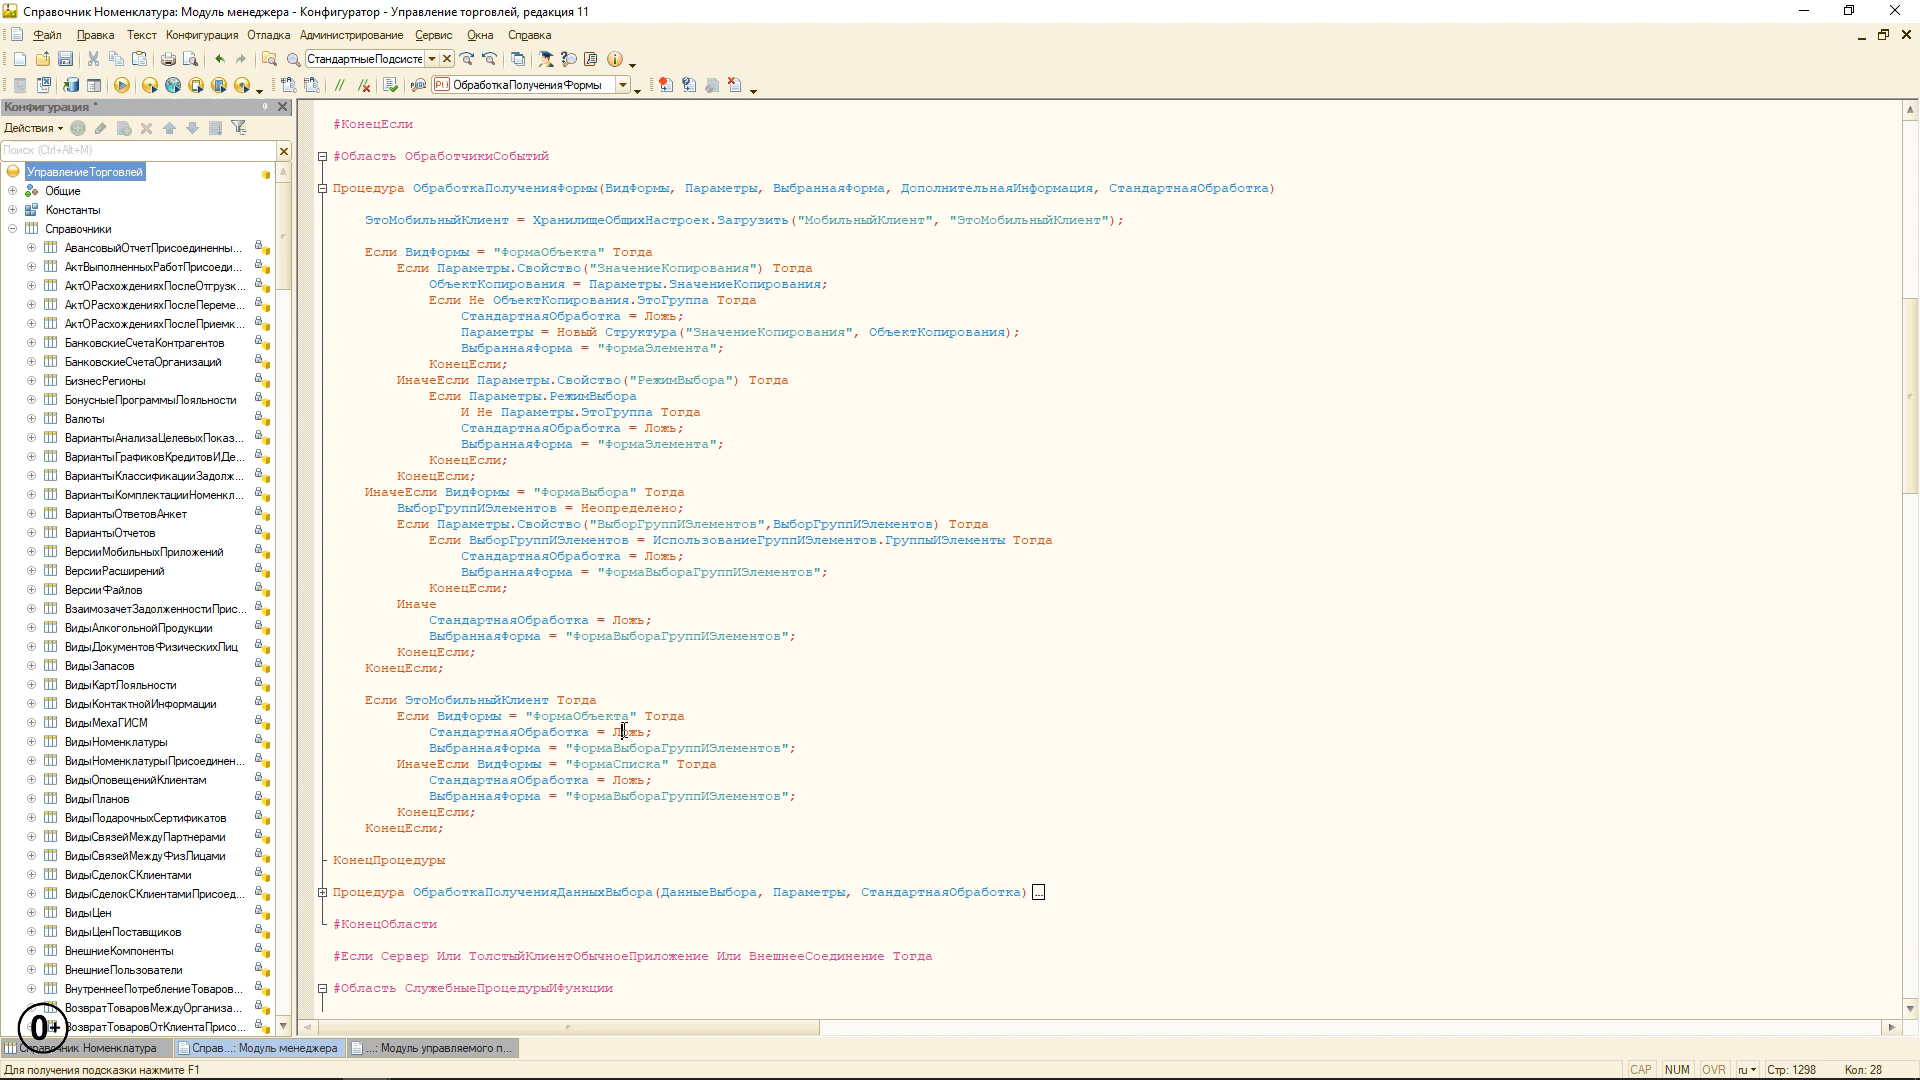 Справочник Номенклатура: Модуль менеджера - Конфигуратор - Управление торговлей, редакция 11
Файл Правка Текст Конфигурация Отладка Администрирование Сервис Окна Справка
СтандартныеПодсисте
ОбработкаПолученияФормы
Конфигурация *
Действия
Поиск (Ctrl+Alt+M)
УправлениеТорговлей
Общие
Константы
Справочники
АвансовыйОтчетПрисоединенны...
АктВыполненныхРаботПрисоеди...
АктОРасхожденияхПослеОтгрузк...
АктОРасхожденияхПослеПереме...
АктОРасхожденияхПослеПриемк...
БанковскиеСчетаКонтрагентов
БанковскиеСчетаОрганизаций
БизнесРегионы
БонусныеПрограммыЛояльности
Валюты
ВариантыАнализаЦелевыхПоказ...
ВариантыГрафиковКредитовИДе...
ВариантыКлассификацииЗадолж...
ВариантыКомплектацииНоменкл...
ВариантыОтветовАнкет
ВариантыОтчетов
ВерсииМобильныхПриложений
ВерсииРасширений
ВерсииФайлов
ВзаимозачетЗадолженностиПрис...
ВидыАлкогольнойПродукции
ВидыДокументовФизическихЛиц
ВидыЗапасов
ВидыКартЛояльности
ВидыКонтактнойИнформации
ВидыМехаГИСМ
ВидыНоменклатуры
ВидыНоменклатурыПрисоединен...
ВидыОповещенийКлиентам
ВидыПланов
ВидыПодарочныхСертификатов
ВидыСвязейМеждуПартнерами
ВидыСвязейМеждуФизЛицами
ВидыСделокСКлиентами
ВидыСделокСКлиентамиПрисоед...
ВидыЦен
ВидыЦенПоставщиков
ВнешниеКомпоненты
ВнешниеПользователи
ВнутреннееПотреблениеТоваров...
ВозвратТоваровМеждуОрганиза...
ВозвратТоваровОтКлиентаПрисо...
0+
#КонецЕсли
#Область ОбработчикиСобытий
Процедура ОбработкаПолученияФормы(ВидФормы, Параметры, ВыбраннаяФорма, ДополнительнаяИнформация, СтандартнаяОбработка)
ЭтоМобильныйКлиент = ХранилищеОбщихНастроек.Загрузить("МобильныйКлиент", "ЭтоМобильныйКлиент");
Если ВидФормы = "ФормаОбъекта" Тогда
Если Параметры.Свойство("ЗначениеКопирования") Тогда
ОбъектКопирования = Параметры.ЗначениеКопирования;
Если Не ОбъектКопирования.ЭтоГруппа Тогда
СтандартнаяОбработка = Ложь;
Параметры = Новый Структура("ЗначениеКопирования", ОбъектКопирования);
ВыбраннаяФорма = "ФормаЭлемента";
КонецЕсли;
ИначеЕсли Параметры.Свойство("РежимВыбора") Тогда
Если Параметры.РежимВыбора
И Не Параметры.ЭтоГруппа Тогда
СтандартнаяОбработка = Ложь;
ВыбраннаяФорма = "ФормаЭлемента";
КонецЕсли;
КонецЕсли;
ИначеЕсли ВидФормы = "ФормаВыбора" Тогда
ВыборГруппИЭлементов = Неопределено;
Если Параметры.Свойство("ВыборГруппИЭлементов",ВыборГруппИЭлементов) Тогда
Если ВыборГруппИЭлементов = ИспользованиеГруппИЭлементов.ГруппыИЭлементы Тогда
СтандартнаяОбработка = Ложь;
ВыбраннаяФорма = "ФормаВыбораГруппИЭлементов";
КонецЕсли;
Иначе
СтандартнаяОбработка = Ложь;
ВыбраннаяФорма = "ФормаВыбораГруппИЭлементов";
КонецЕсли;
КонецЕсли;
Если ЭтоМобильныйКлиент Тогда
Если ВидФормы = "ФормаОбъекта" Тогда
СтандартнаяОбработка = Ложь;
ВыбраннаяФорма = "ФормаВыбораГруппИЭлементов";
ИначеЕсли ВидФормы = "ФормаСписка" Тогда
СтандартнаяОбработка = Ложь;
ВыбраннаяФорма = "ФормаВыбораГруппИЭлементов";
КонецЕсли;
КонецЕсли;
КонецПроцедуры
Процедура ОбработкаПолученияДанныхВыбора(ДанныеВыбора, Параметры, СтандартнаяОбработка) ...
#КонецОбласти
#Если Сервер Или ТолстыйКлиентОбычноеПриложение Или ВнешнееСоединение Тогда
#Область СлужебныеПроцедурыИФункции
Справочник Номенклатура
Справ...: Модуль менеджера
...: Модуль управляемого п...
Для получения подсказки нажмите F1
CAP NUM OVR ru Стр: 1298 Кол: 28